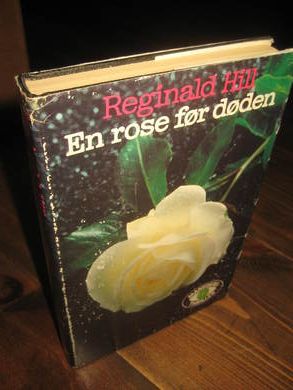 Reginald Hill
En rose før døden